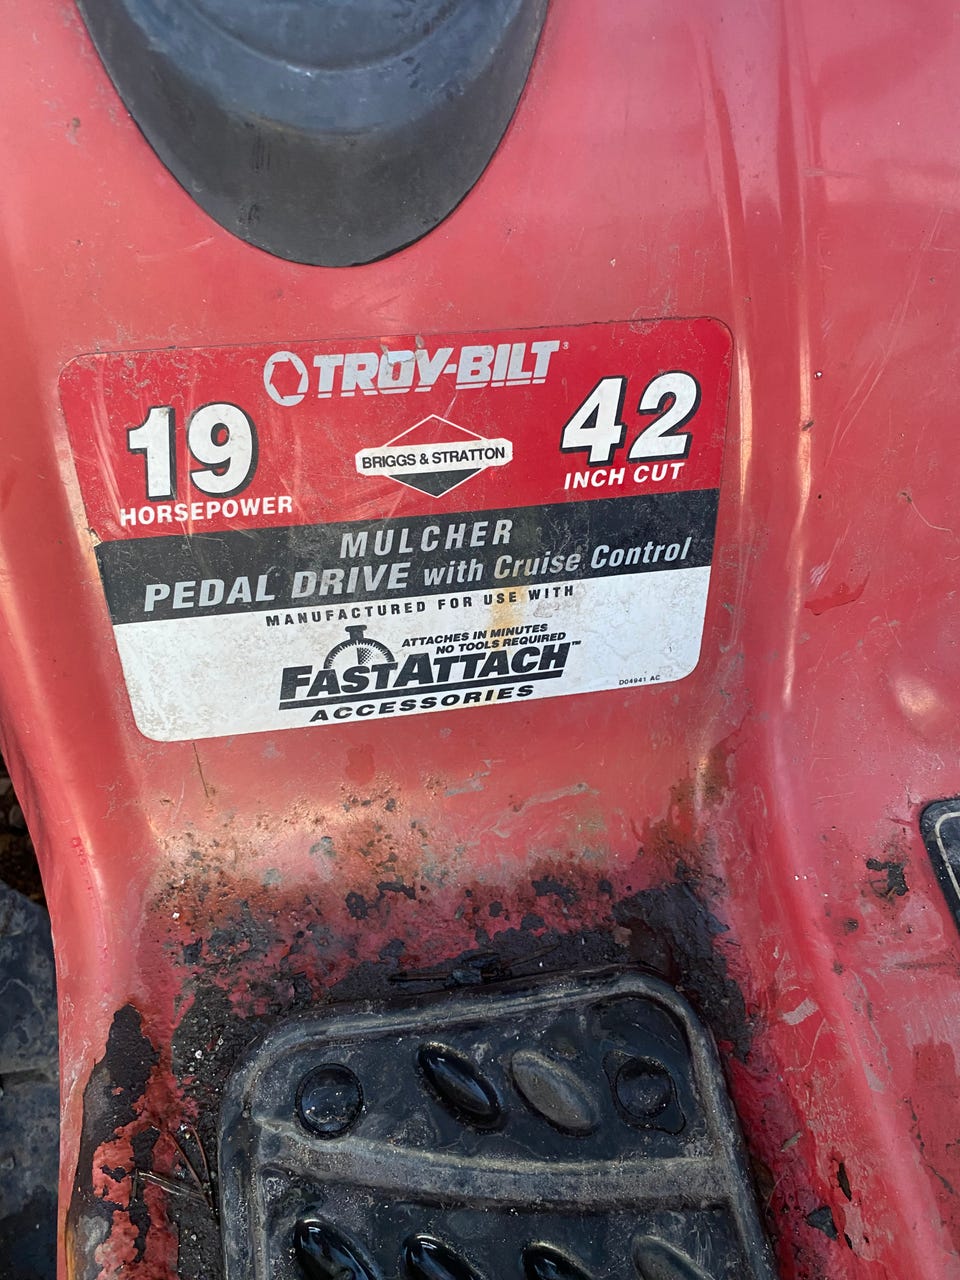 TROY-BILT®
19 HORSEPOWER
BRIGGS & STRATTON
42 INCH CUT
MULCHER
PEDAL DRIVE with Cruise Control
MANUFACTURED FOR USE WITH
ATTACHES IN MINUTES
NO TOOLS REQUIRED
FASTATTACH™
ACCESSORIES
D04941 AC